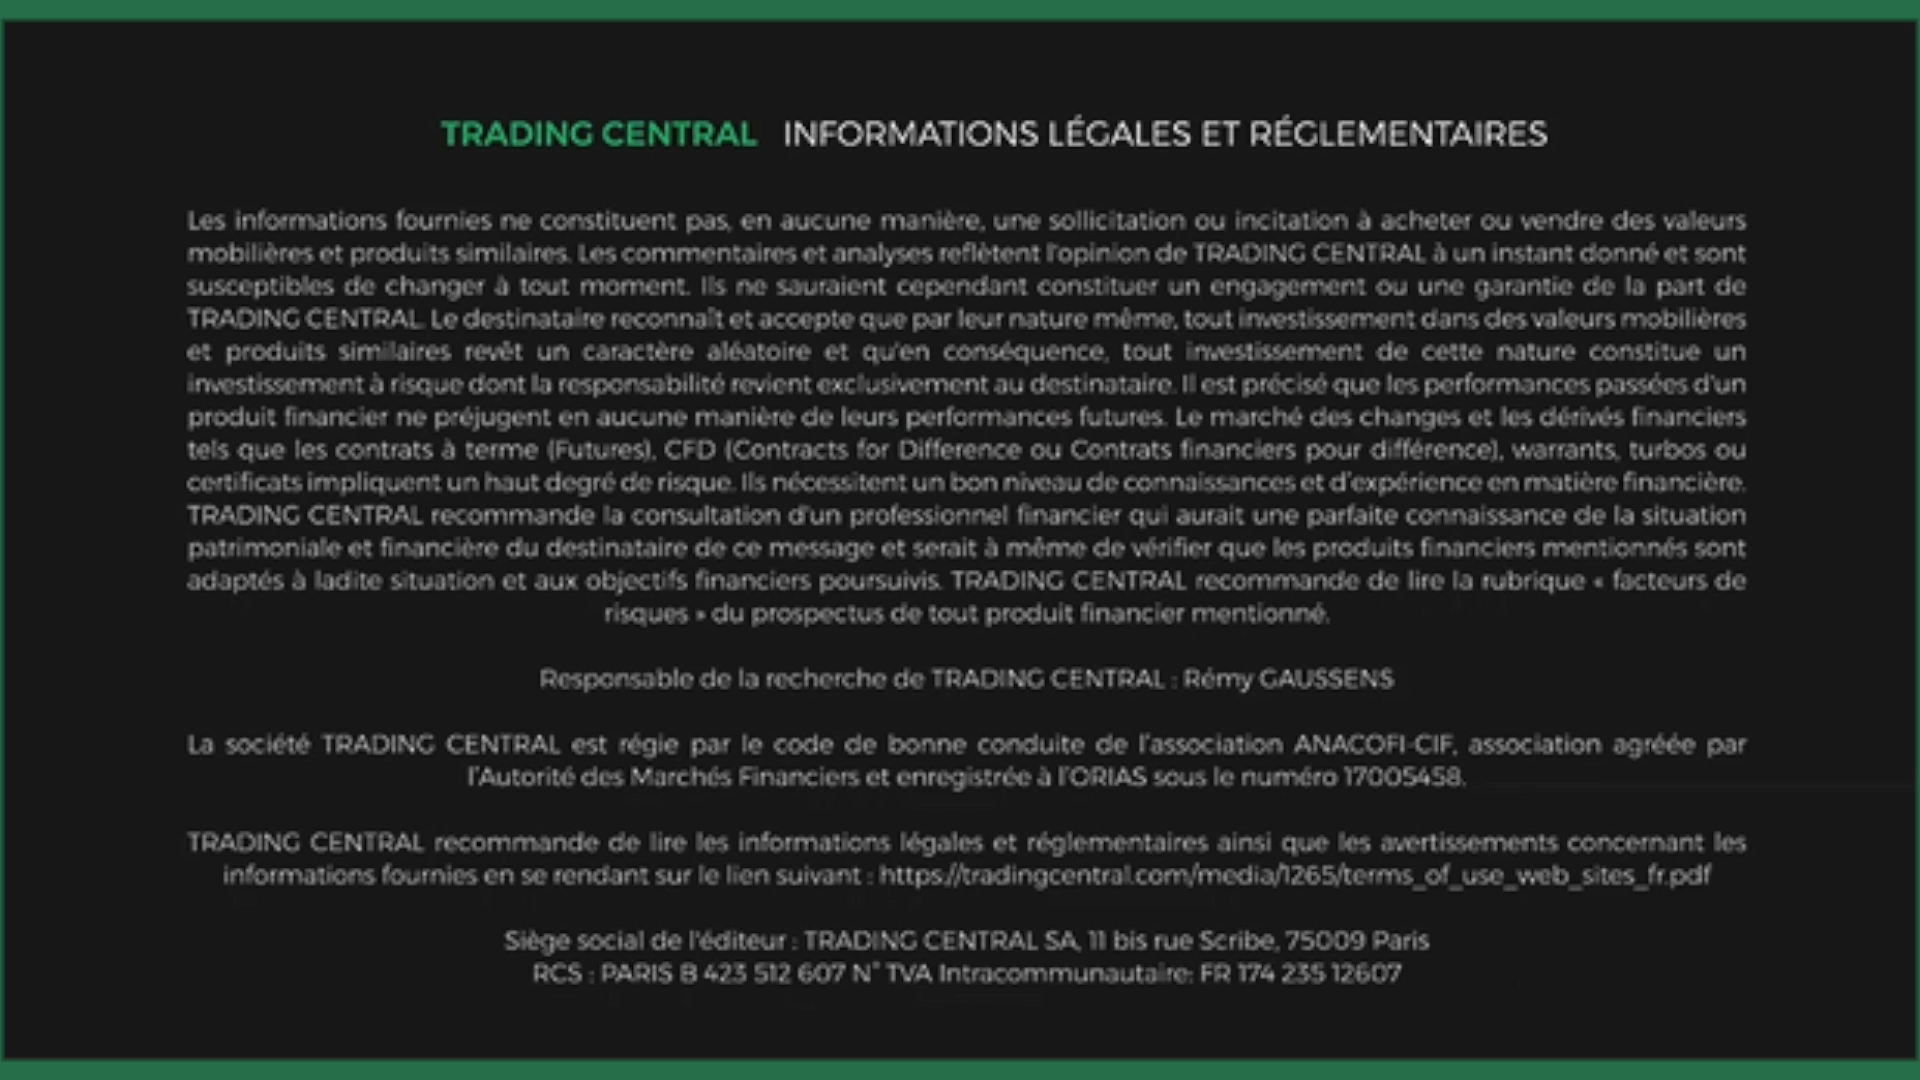 TRADING CENTRAL INFORMATIONS LÉGALES ET RÉGLEMENTAIRES
Les informations fournies ne constituent pas, en aucune manière, une sollicitation ou incitation à acheter ou vendre des valeurs
mobilières et produits similaires. Les commentaires et analyses reflètent l'opinion de TRADING CENTRAL à un instant donné et sont
susceptibles de changer à tout moment. Ils ne sauraient cependant constituer un engagement ou une garantie de la part de
TRADING CENTRAL. Le destinataire reconnaît et accepte que par leur nature même, tout investissement dans des valeurs mobilières
et produits similaires revêt un caractère aléatoire et qu'en conséquence, tout investissement de cette nature constitue un
investissement à risque dont la responsabilité revient exclusivement au destinataire. Il est précisé que les performances passées d'un
produit financier ne préjugent en aucune manière de leurs performances futures. Le marché des changes et les dérivés financiers
tels que les contrats à terme (Futures), CFD (Contracts for Difference ou Contrats financiers pour différence), warrants, turbos ou
certificats impliquent un haut degré de risque. Ils nécessitent un bon niveau de connaissances et d'expérience en matière financière.
TRADING CENTRAL recommande la consultation d'un professionnel financier qui aurait une parfaite connaissance de la situation
patrimoniale et financière du destinataire de ce message et serait à même de vérifier que les produits financiers mentionnés sont
adaptés à ladite situation et aux objectifs financiers poursuivis. TRADING CENTRAL recommande de lire la rubrique « facteurs de
risques » du prospectus de tout produit financier mentionné.
Responsable de la recherche de TRADING CENTRAL : Rémy GAUSSENS
La société TRADING CENTRAL est régie par le code de bonne conduite de l'association ANACOFI-CIF, association agréée par
l'Autorité des Marchés Financiers et enregistrée à l'ORIAS sous le numéro 17005458.
TRADING CENTRAL recommande de lire les informations légales et réglementaires ainsi que les avertissements concernant les
informations fournies en se rendant sur le lien suivant : https://tradingcentral.com/media/1265/terms_of_use_web_sites_fr.pdf
Siège social de l'éditeur : TRADING CENTRAL SA, 11 bis rue Scribe, 75009 Paris
RCS : PARIS B 423 512 607 N° TVA Intracommunautaire: FR 174 235 12607